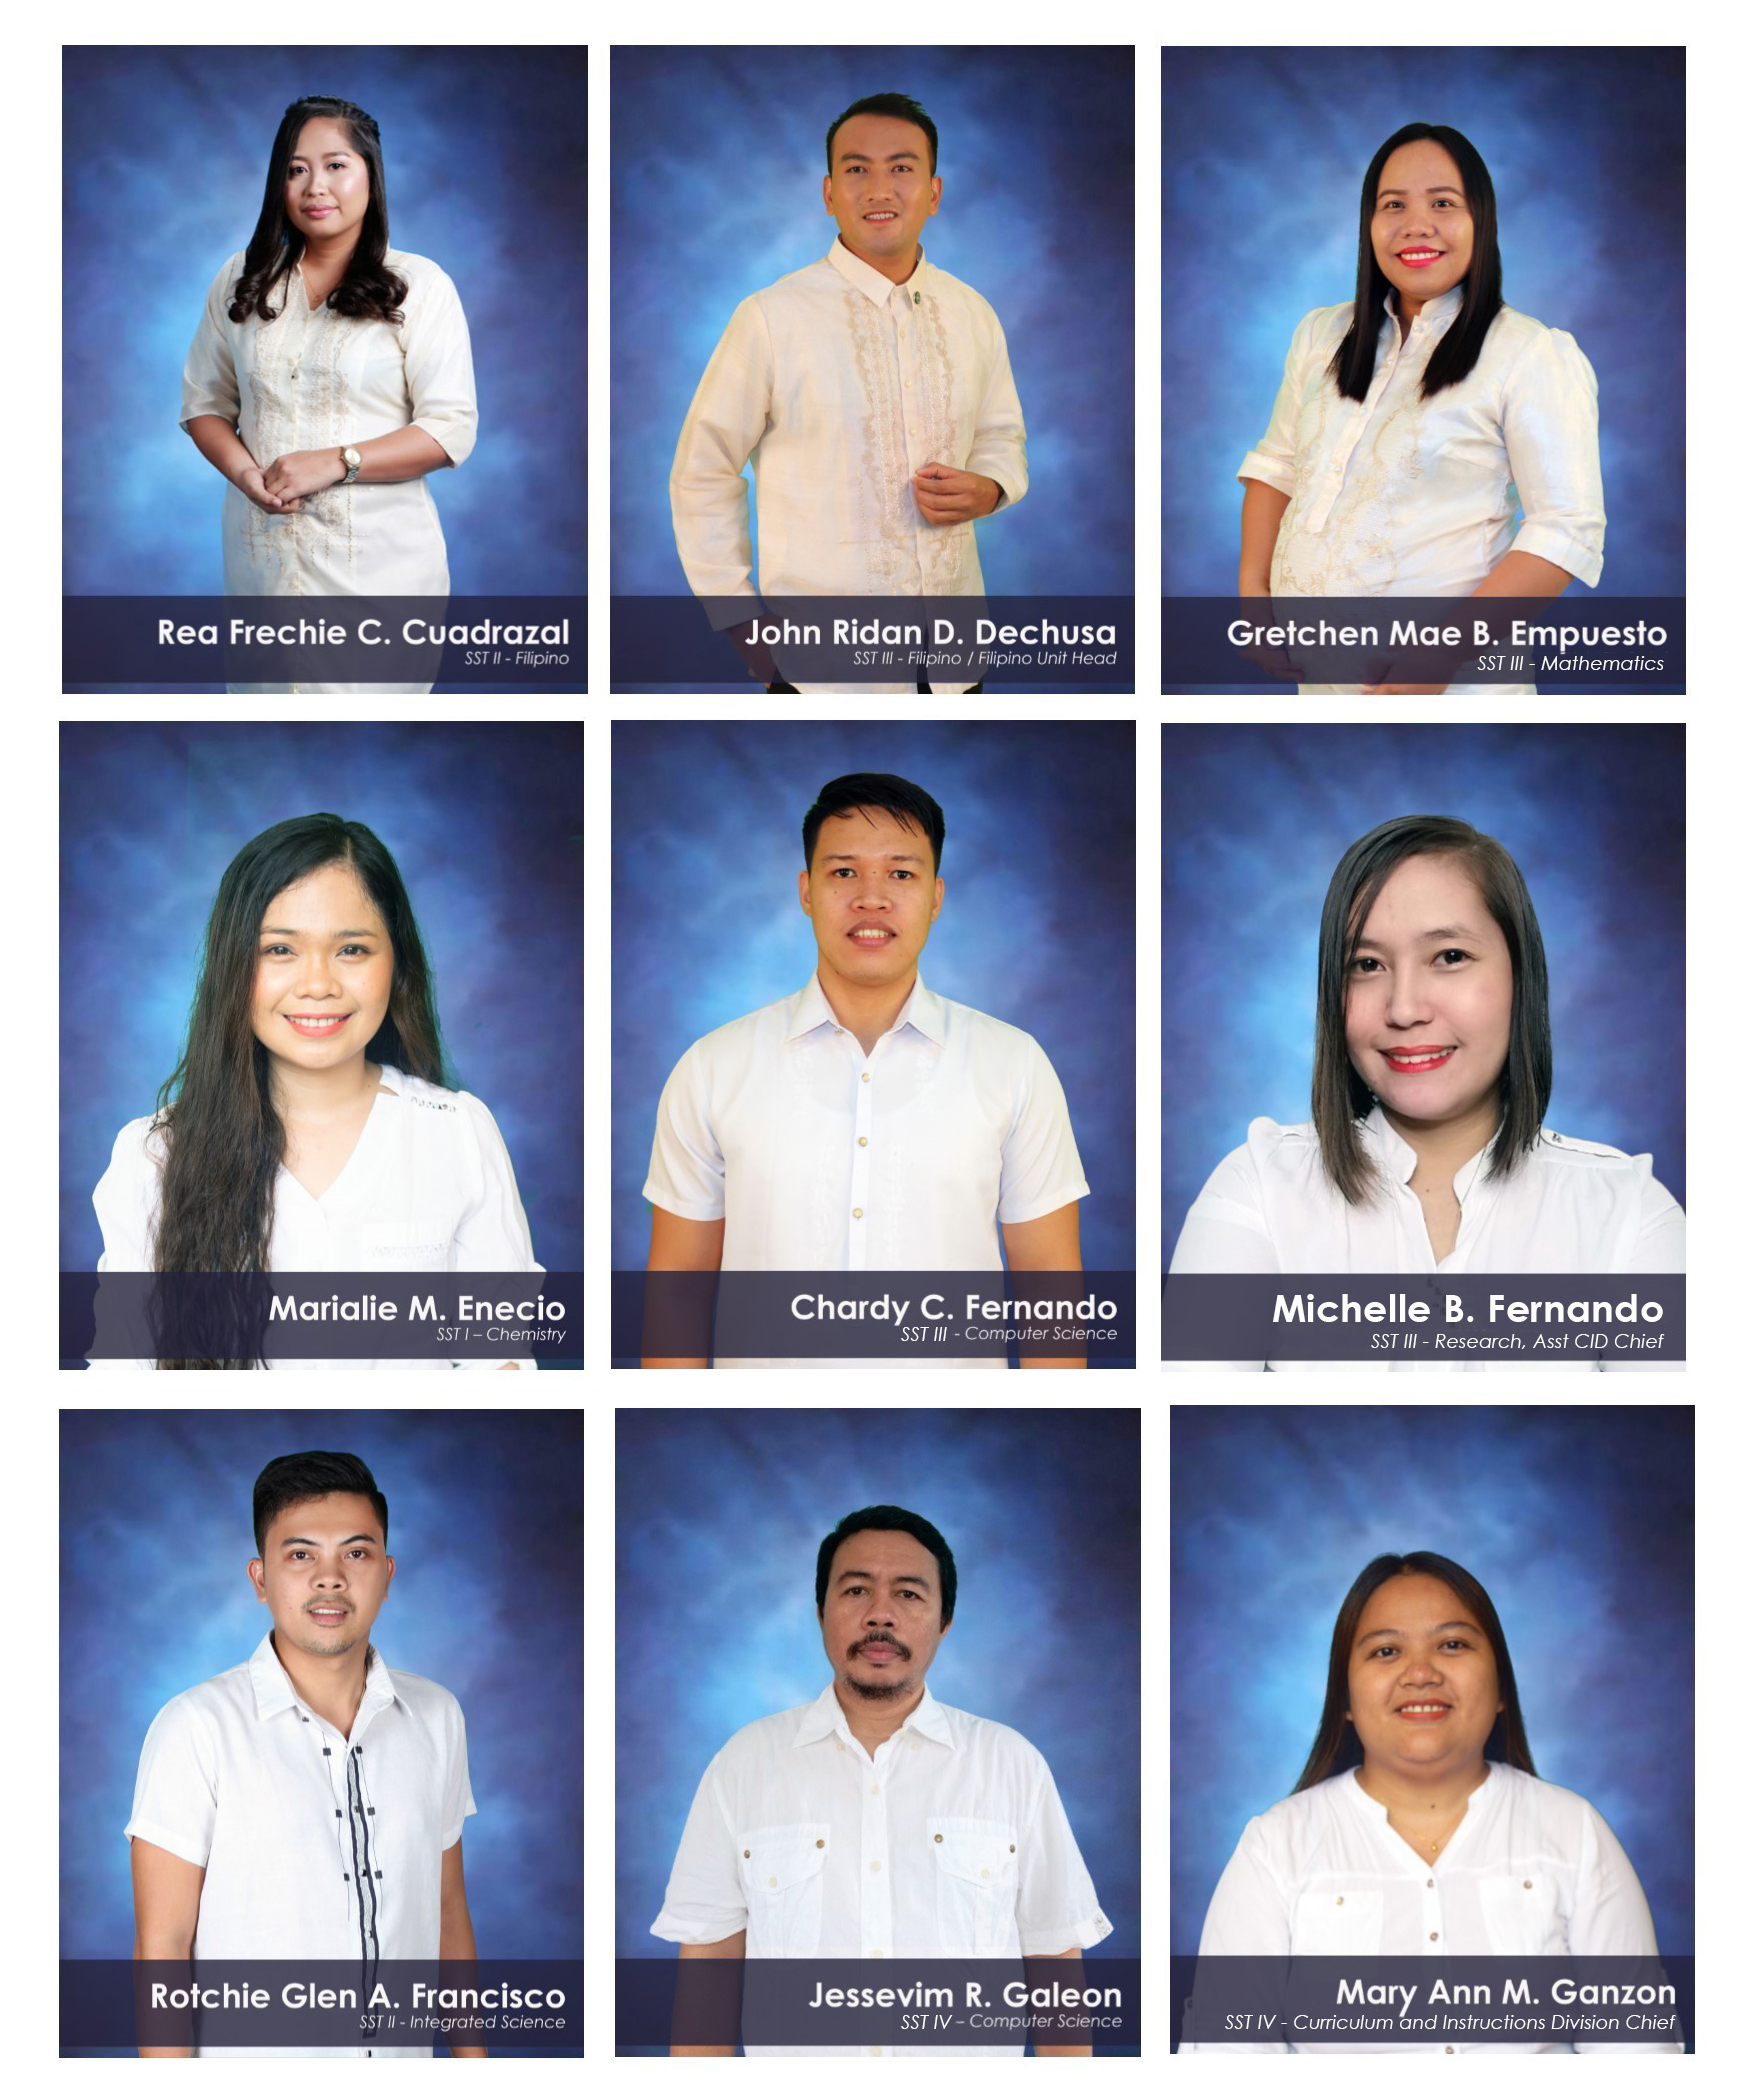 Rea Frechie C. Cuadrazal
SST II - Filipino
John Ridan D. Dechusa
SST III - Filipino / Filipino Unit Head
Gretchen Mae B. Empuesto
SST III - Mathematics
Marialie M. Enecio
SST I – Chemistry
Chardy C. Fernando
SST III - Computer Science
Michelle B. Fernando
SST III - Research, Asst CID Chief
Rotchie Glen A. Francisco
SST II - Integrated Science
Jessevim R. Galeon
SST IV – Computer Science
Mary Ann M. Ganzon
SST IV - Curriculum and Instructions Division Chief